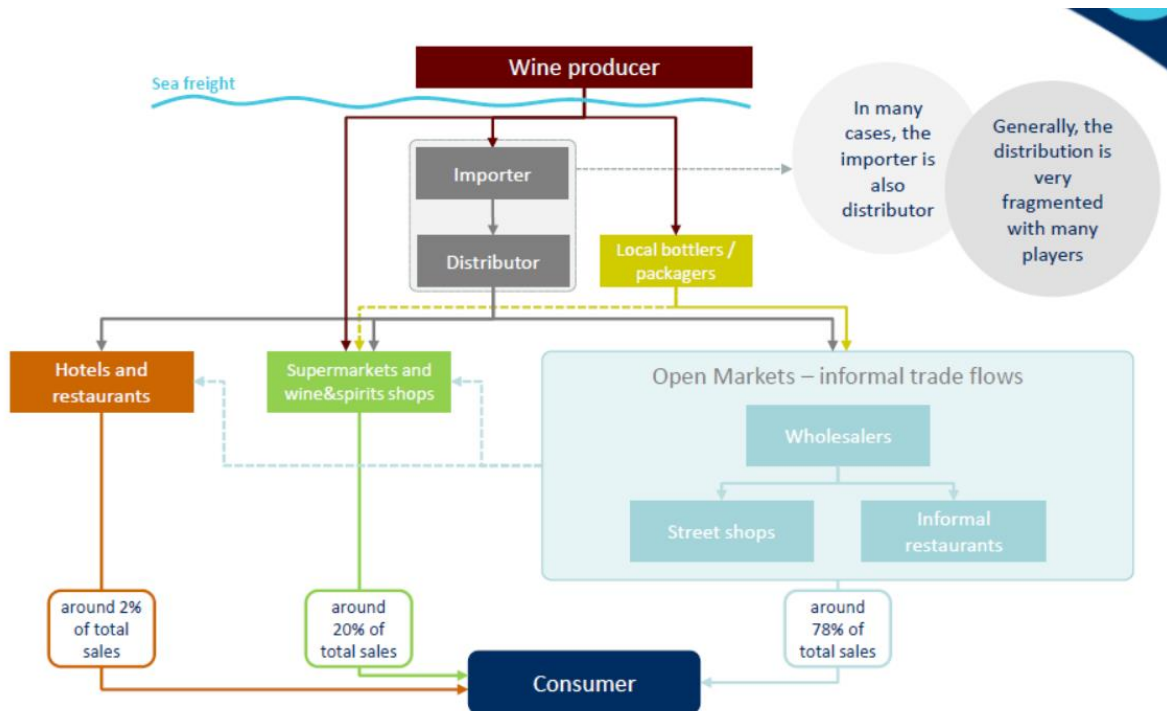 Wine producer
Sea freight
In many
cases, the
importer is
also
distributor
Generally, the
distribution is
very
fragmented
with many
players
Importer
Distributor
Local bottlers /
packagers
Hotels and
restaurants
Supermarkets and
wine&spirits shops
Open Markets – informal trade flows
Wholesalers
Street shops
Informal
restaurants
around 2%
of total
sales
around
20% of
total sales
around
78% of
total sales
Consumer